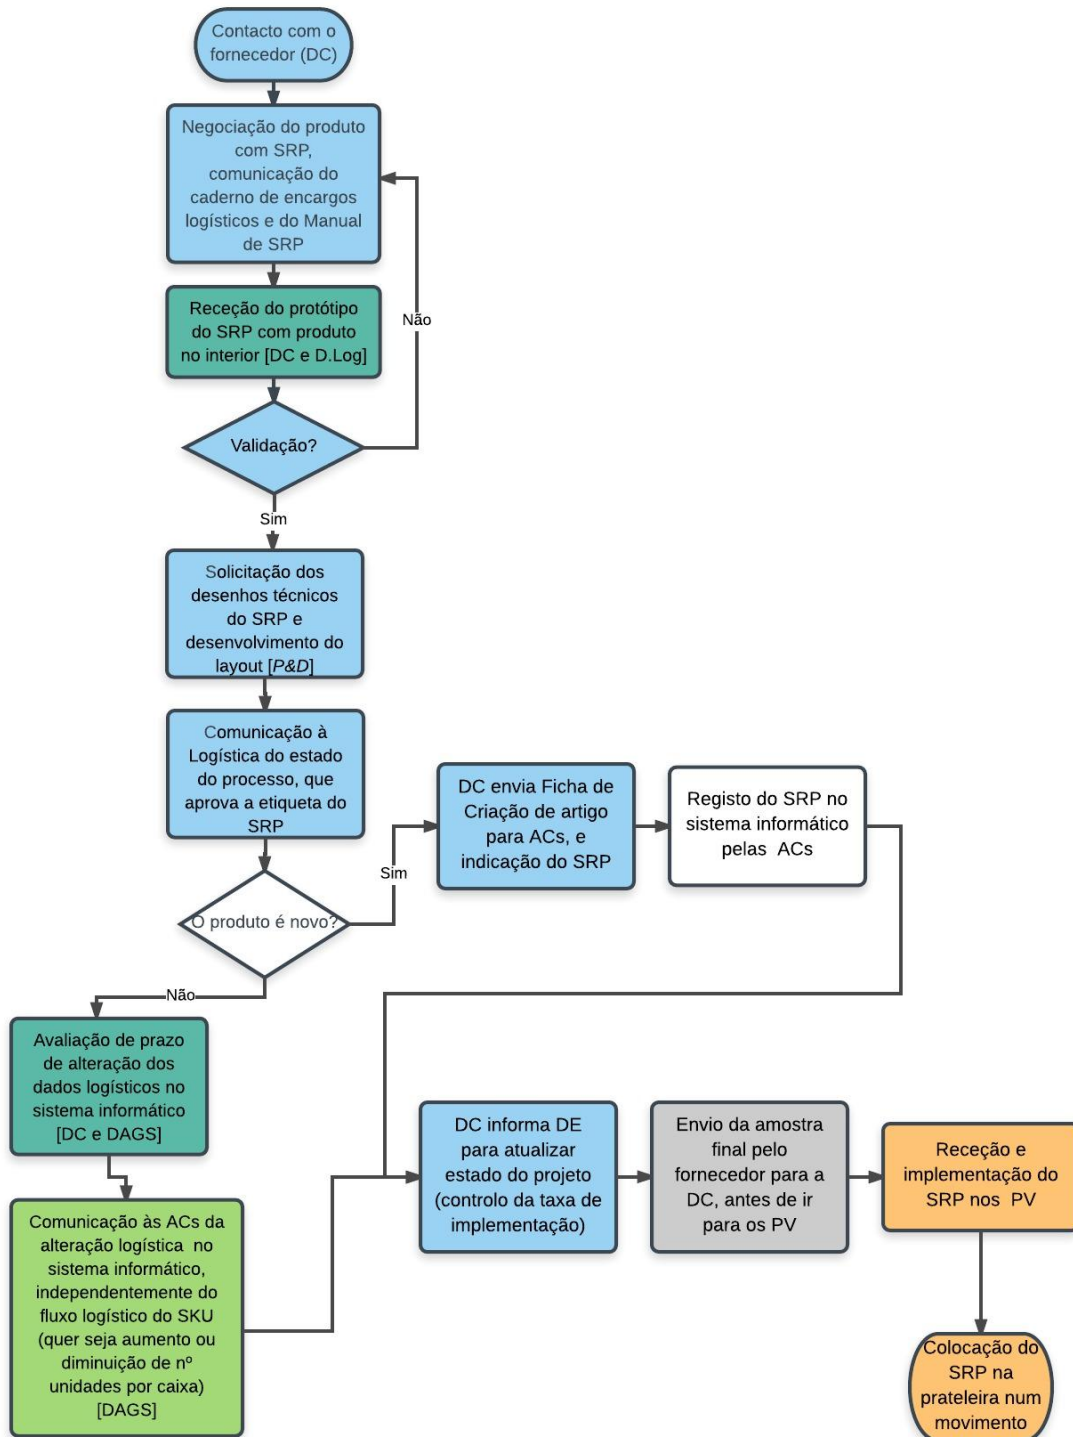 Contacto com o
fornecedor (DC)
Negociação do produto
com SRP,
comunicação do
caderno de encargos
logísticos e do Manual
de SRP
Receção do protótipo
do SRP com produto
no interior [DC e D.Log]
Não
Validação?
Sim
Solicitação dos
desenhos técnicos
do SRP e
desenvolvimento do
layout [P&D]
Comunicação à
Logística do estado
do processo, que
aprova a etiqueta do
SRP
O produto é novo?
Sim
DC envia Ficha de
Criação de artigo
para ACs, e
indicação do SRP
Registo do SRP no
sistema informático
pelas ACs
Não
Avaliação de prazo
de alteração dos
dados logísticos no
sistema informático
[DC e DAGS]
Comunicação às ACs da
alteração logística no
sistema informático,
independentemente do
fluxo logístico do SKU
(quer seja aumento ou
diminuição de nº
unidades por caixa)
[DAGS]
DC informa DE
para atualizar
estado do projeto
(controlo da taxa de
implementação)
Envio da amostra
final pelo
fornecedor para a
DC, antes de ir
para os PV
Receção e
implementação do
SRP nos PV
Colocação do
SRP na
prateleira num
movimento